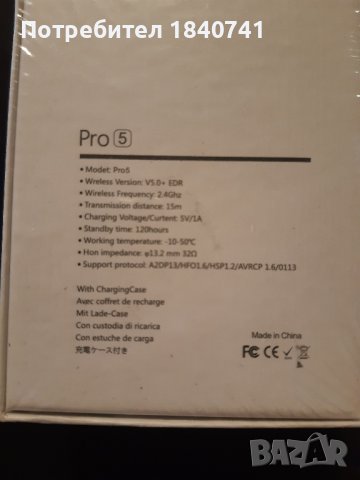 Потребител 1840741
Pro 5
• Model: Pro5
• Wreless Version: V5.0+ EDR
• Wireless Frequency: 2.4Ghz
• Transmission distance: 15m
• Charging Voltage/Curtent: 5V/1A
• Standby time: 120hours
• Working temperature: -10-50℃
• Hon impedance: φ13.2 mm 32Ω
• Support protocol: A2DP13/HFO1.6/HSP1.2/AVRCP 1.6/0113
With ChargingCase
Avec coffret de recharge
Mit Lade-Case
Con custodia di ricarica
Con estuche de carga
充電ケース付き
Made in China
FC CE
BAZAR